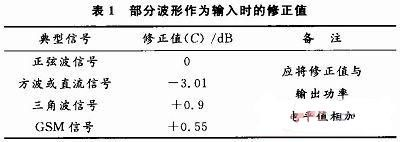 表 1 部分波形作为输入时的修正值
典型信号 修正值(C) /dB 备 注
正弦波信号 0
方波或直流信号 −3.01 应将修正值与
三角波信号 +0.9 输出功率
GSM 信号 +0.55 电平值相加